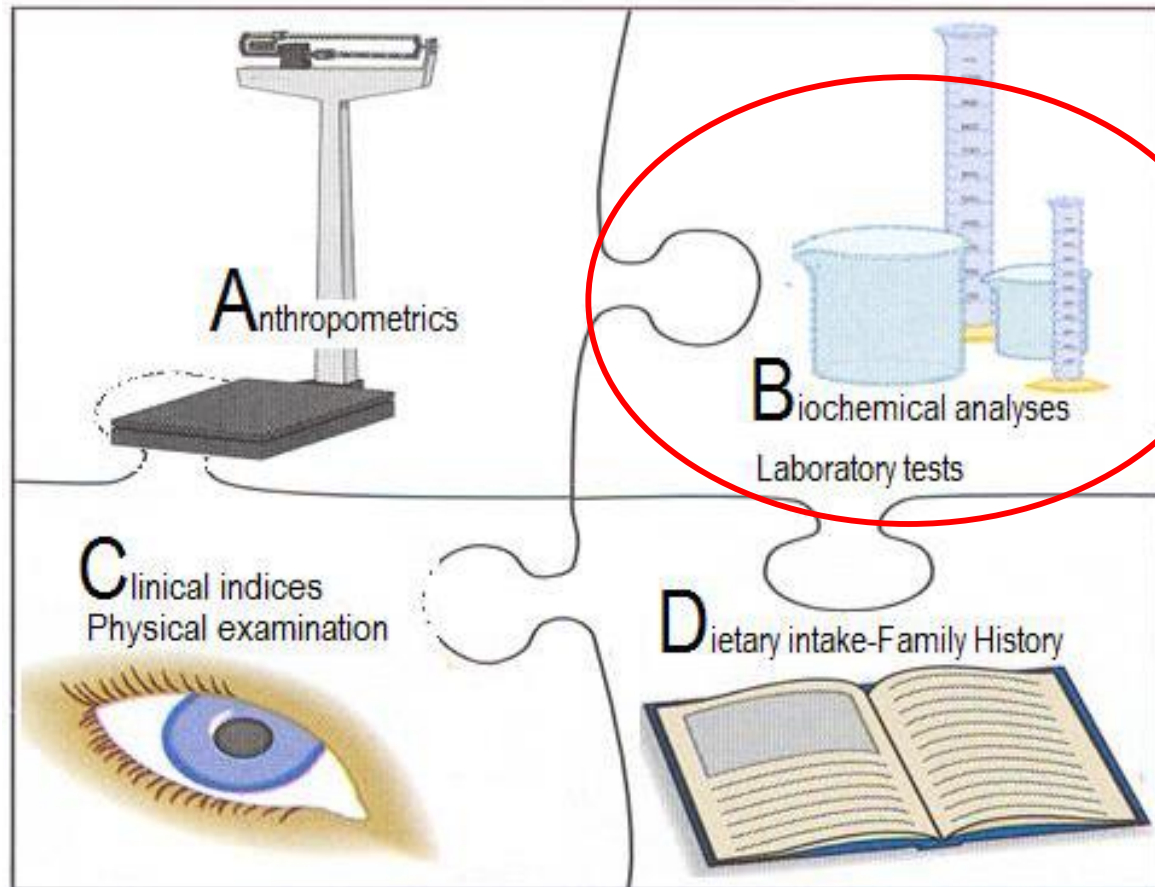 Anthropometrics
Biochemical analyses
Laboratory tests
Clinical indices
Physical examination
Dietary intake-Family History